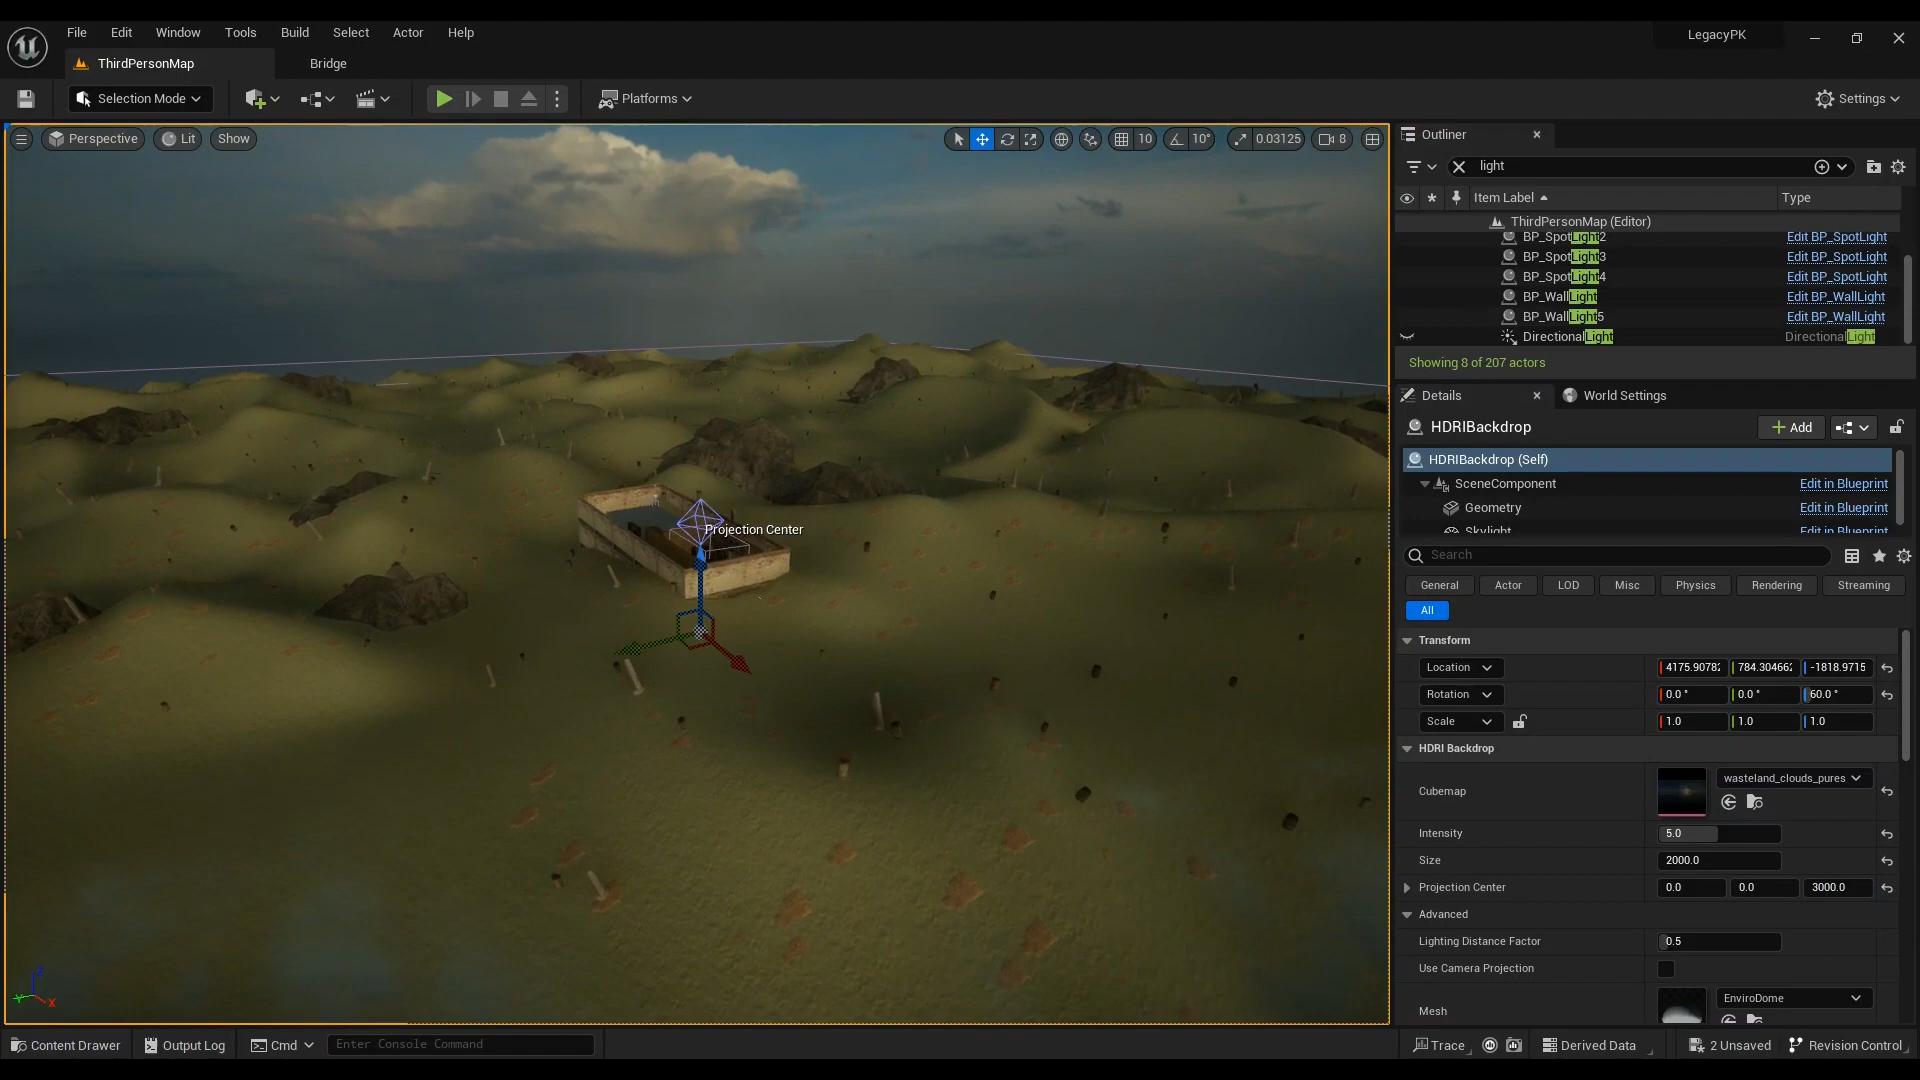 File Edit Window Tools Build Select Actor Help
LegacyPK
ThirdPersonMap
Bridge
Selection Mode
Platforms
Settings
Perspective
Lit
Show
10
10°
0.03125
8
Outliner
light
Item Label
Type
ThirdPersonMap (Editor)
BP_SpotLight2 Edit BP_SpotLight
BP_SpotLight3 Edit BP_SpotLight
BP_SpotLight4 Edit BP_SpotLight
BP_WallLight Edit BP_WallLight
BP_WallLight5 Edit BP_WallLight
DirectionalLight DirectionalLight
Showing 8 of 207 actors
Details
World Settings
HDRIBackdrop
Add
HDRIBackdrop (Self)
SceneComponent Edit in Blueprint
Geometry Edit in Blueprint
Skylight Edit in Blueprint
Search
General Actor LOD Misc Physics Rendering Streaming
All
Transform
Location 4175.90782 784.304662 -1818.9715
Rotation 0.0 ° 0.0 ° 60.0 °
Scale 1.0 1.0 1.0
HDRI Backdrop
Cubemap wasteland_clouds_pures
Intensity 5.0
Size 2000.0
Projection Center 0.0 0.0 3000.0
Advanced
Lighting Distance Factor 0.5
Use Camera Projection
Mesh EnviroDome
Projection Center
Z
Y
X
Content Drawer
Output Log
Cmd
Enter Console Command
Trace
Derived Data
2 Unsaved
Revision Control